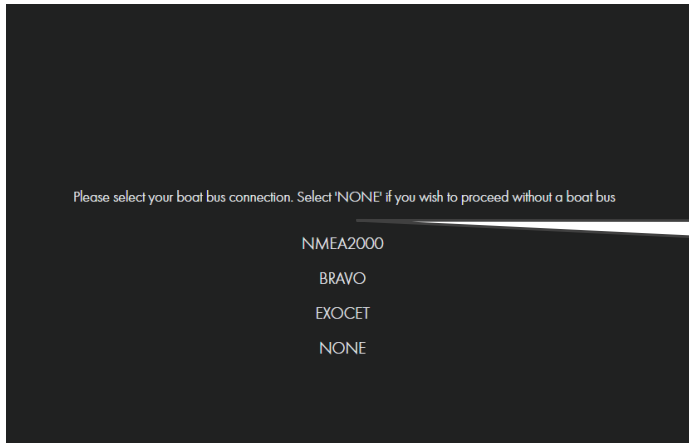 Please select your boat bus connection. Select 'NONE' if you wish to proceed without a boat bus
NMEA2000
BRAVO
EXOCET
NONE